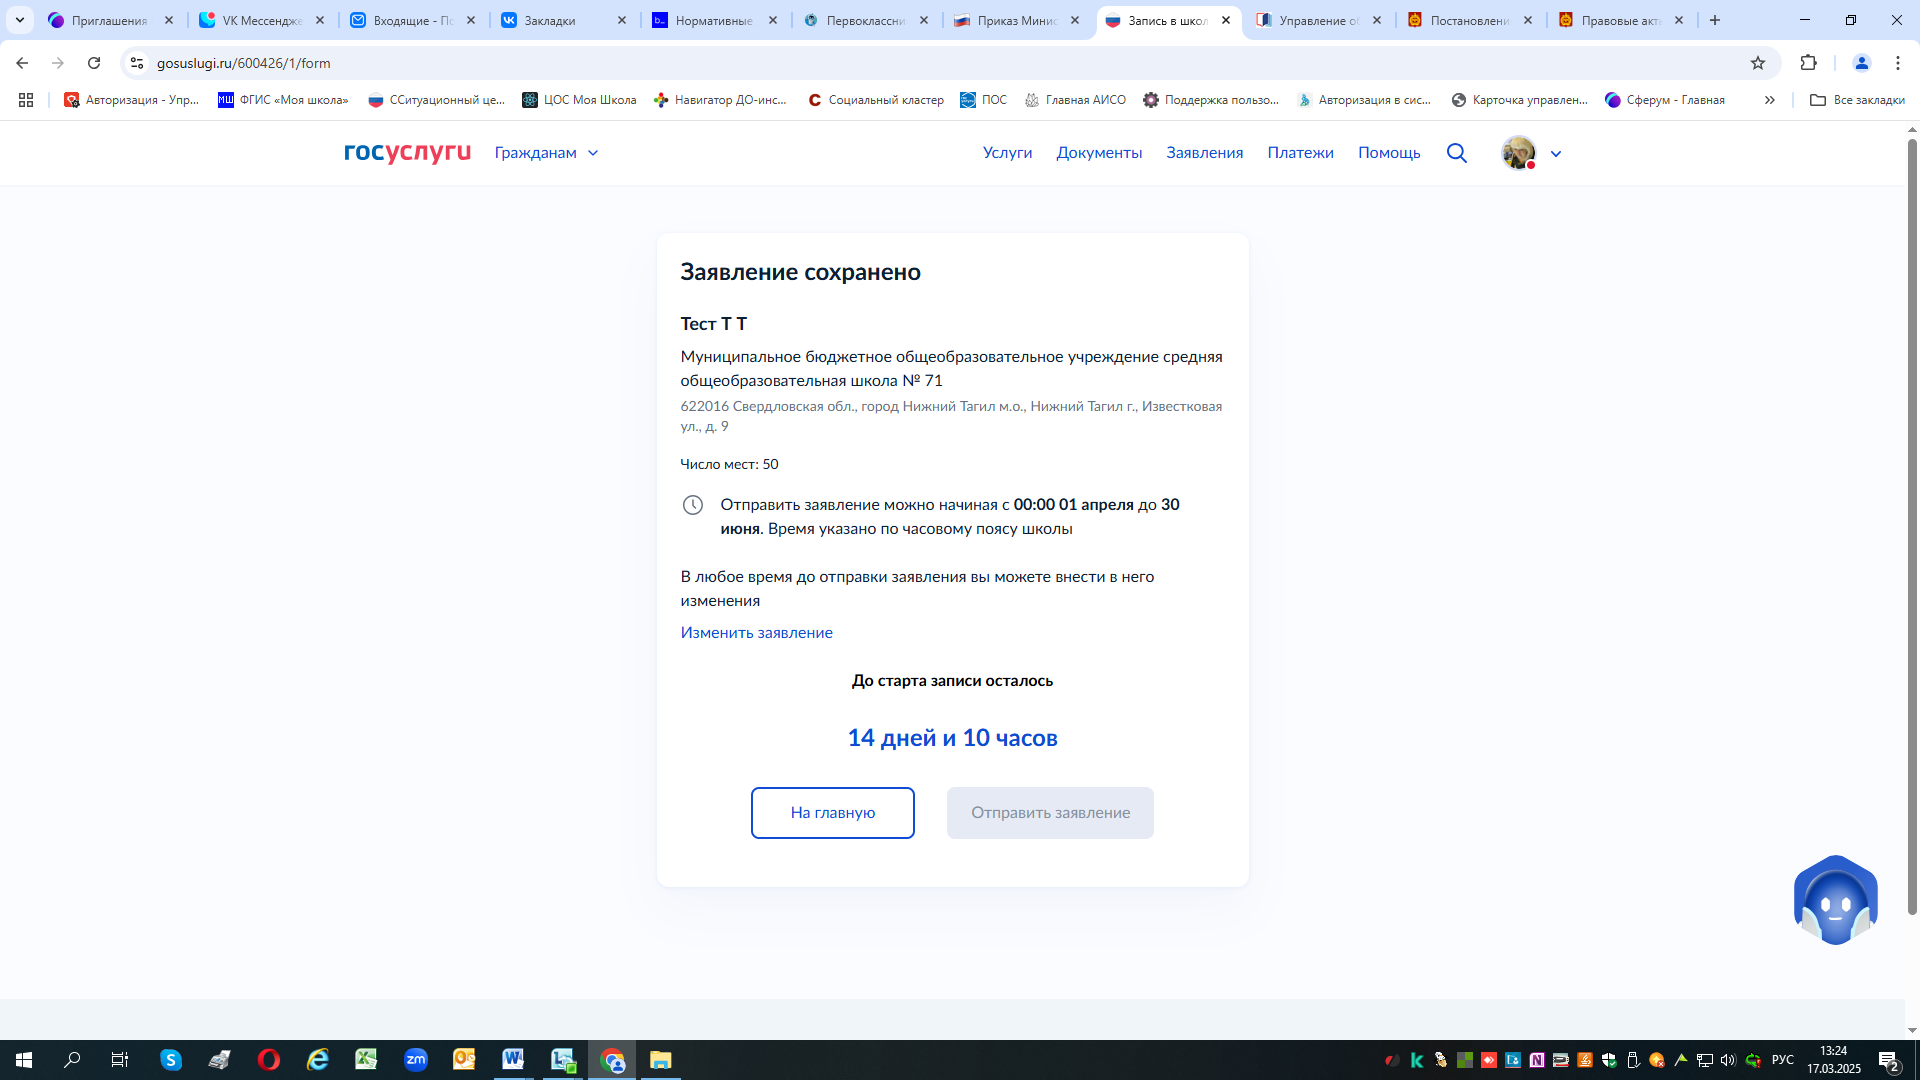 Приглашения
VK Мессендже
Входящие - По
Закладки
Нормативные
Первоклассни
Приказ Минис
Запись в школ
Управление об
Постановлени
Правовые акт
gosuslugi.ru/600426/1/form
Авторизация - Упр...
МШ
ФГИС «Моя школа»
ССитуационный це...
ЦОС Моя Школа
Навигатор ДО-инс...
Социальный кластер
ПОС
Главная АИСО
Поддержка пользо...
Авторизация в сис...
Карточка управлен...
Сферум - Главная
Все закладки
госуслуги
Гражданам
Услуги
Документы
Заявления
Платежи
Помощь
Заявление сохранено
Тест Т Т
Муниципальное бюджетное общеобразовательное учреждение средняя
общеобразовательная школа № 71
622016 Свердловская обл., город Нижний Тагил м.о., Нижний Тагил г., Известковая
ул., д. 9
Число мест: 50
Отправить заявление можно начиная с 00:00 01 апреля до 30
июня. Время указано по часовому поясу школы
В любое время до отправки заявления вы можете внести в него
изменения
Изменить заявление
До старта записи осталось
14 дней и 10 часов
На главную
Отправить заявление
zm
РУС
13:24
17.03.2025
2